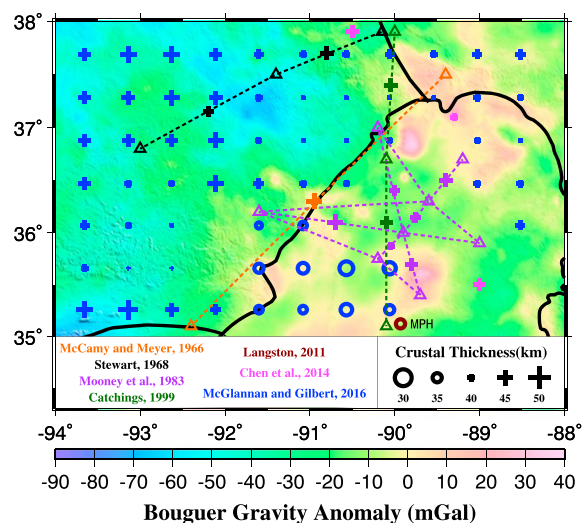 38°
37°
36°
35°
MPH
McCamy and Meyer, 1966
Stewart, 1968
Mooney et al., 1983
Catchings, 1999
Langston, 2011
Chen et al., 2014
McGlannan and Gilbert, 2016
Crustal Thickness(km)
30 35 40 45 50
-94° -93° -92° -91° -90° -89° -88°
-90 -80 -70 -60 -50 -40 -30 -20 -10 0 10 20 30 40
Bouguer Gravity Anomaly (mGal)